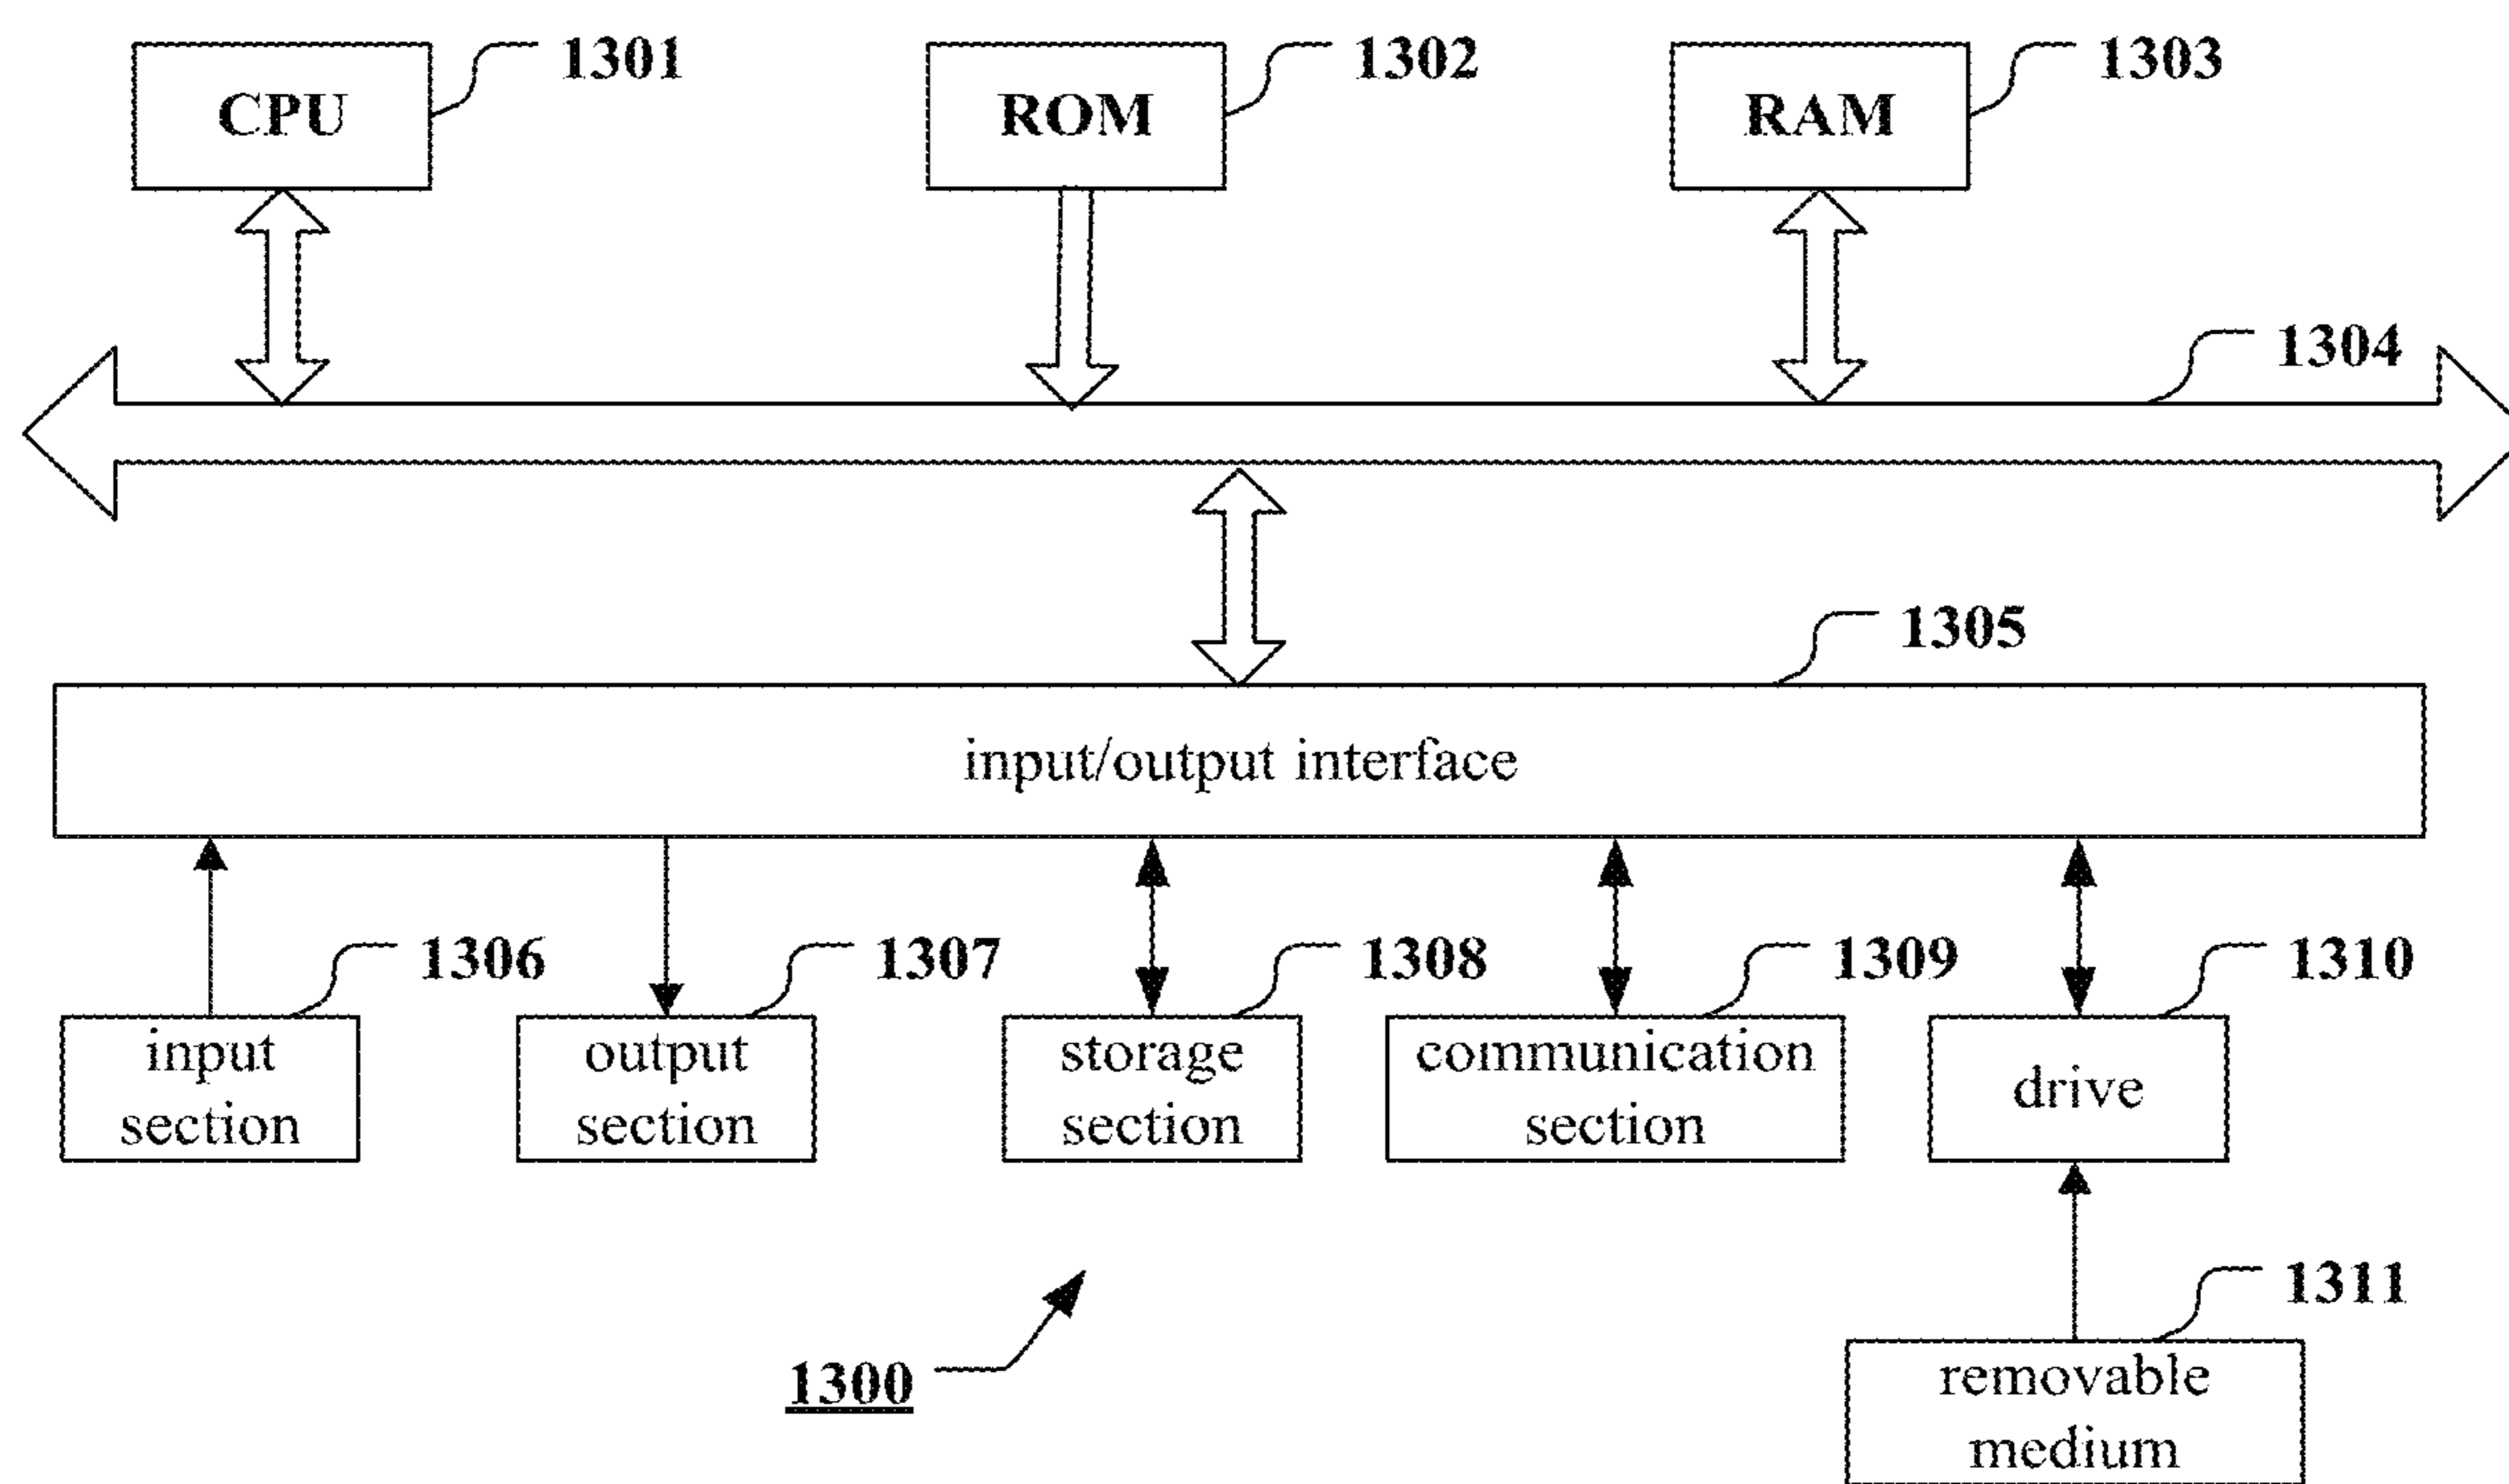 CPU 1301
ROM 1302
RAM 1303
1304
1305
input/output interface
1306
1307
1308
1309
1310
input
section
output
section
storage
section
communication
section
drive
1311
1300
removable
medium